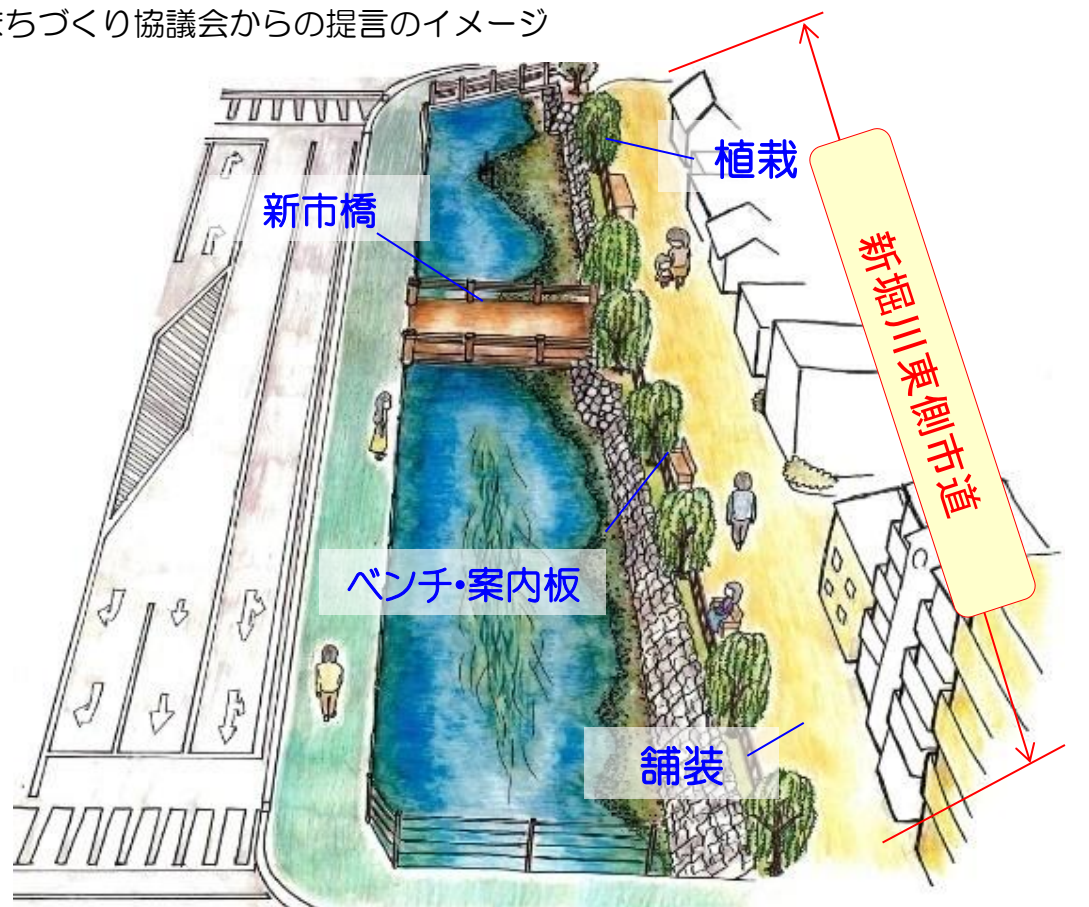 まちづくり協議会からの提言のイメージ
植栽
新市橋
新堀川東側市道
ベンチ・案内板
舗装